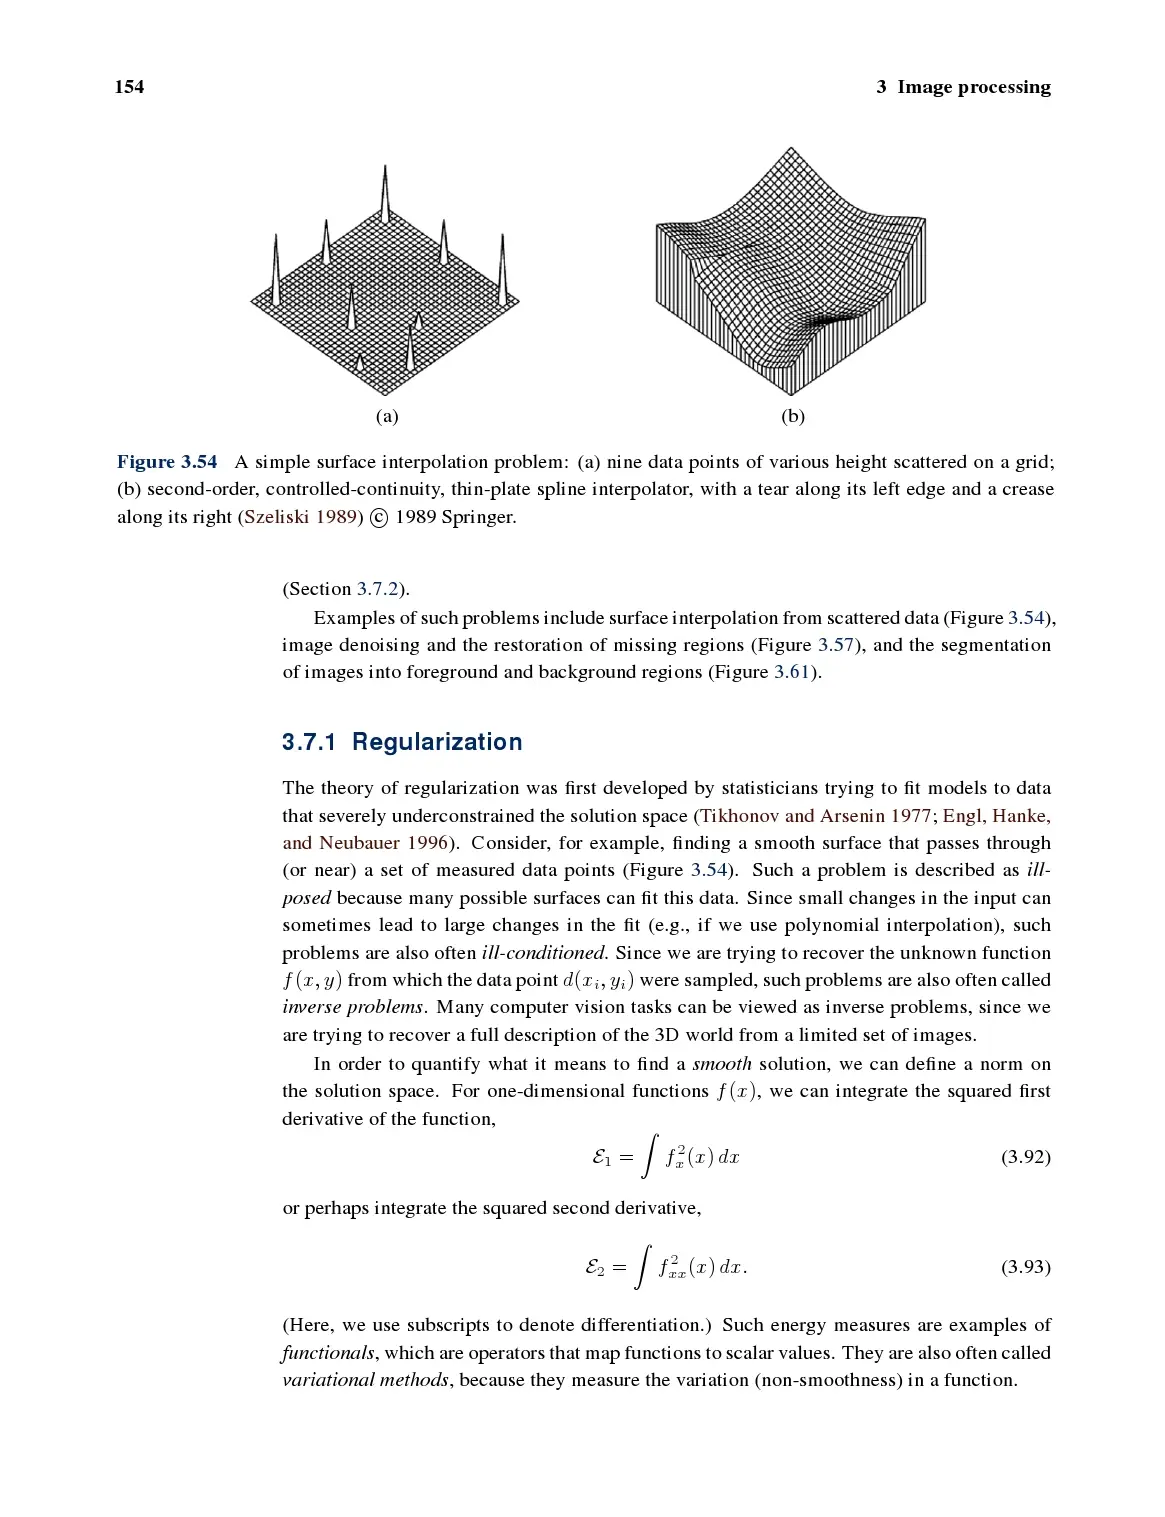 154
3 Image processing
(a)
(b)
Figure 3.54 A simple surface interpolation problem: (a) nine data points of various height scattered on a grid;
(b) second-order, controlled-continuity, thin-plate spline interpolator, with a tear along its left edge and a crease
along its right (Szeliski 1989) © 1989 Springer.
(Section 3.7.2).
Examples of such problems include surface interpolation from scattered data (Figure 3.54),
image denoising and the restoration of missing regions (Figure 3.57), and the segmentation
of images into foreground and background regions (Figure 3.61).
3.7.1 Regularization
The theory of regularization was first developed by statisticians trying to fit models to data
that severely underconstrained the solution space (Tikhonov and Arsenin 1977; Engl, Hanke,
and Neubauer 1996). Consider, for example, finding a smooth surface that passes through
(or near) a set of measured data points (Figure 3.54). Such a problem is described as ill-
posed because many possible surfaces can fit this data. Since small changes in the input can
sometimes lead to large changes in the fit (e.g., if we use polynomial interpolation), such
problems are also often ill-conditioned. Since we are trying to recover the unknown function
f(x, y) from which the data point d(xᵢ, yᵢ) were sampled, such problems are also often called
inverse problems. Many computer vision tasks can be viewed as inverse problems, since we
are trying to recover a full description of the 3D world from a limited set of images.
In order to quantify what it means to find a smooth solution, we can define a norm on
the solution space. For one-dimensional functions f(x), we can integrate the squared first
derivative of the function,
ℰ₁ = ∫ f²ₓ(x) dx (3.92)
or perhaps integrate the squared second derivative,
ℰ₂ = ∫ f²ₓₓ(x) dx. (3.93)
(Here, we use subscripts to denote differentiation.) Such energy measures are examples of
functionals, which are operators that map functions to scalar values. They are also often called
variational methods, because they measure the variation (non-smoothness) in a function.